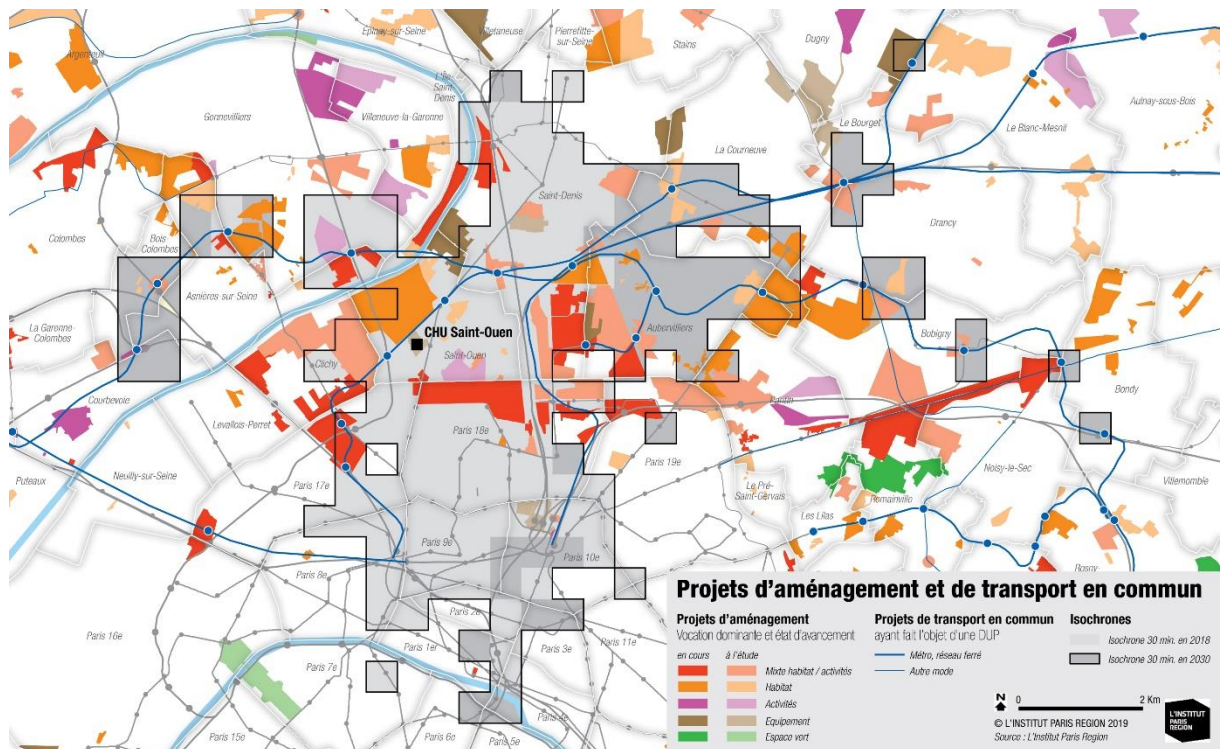 Argenteuil
Epinay-sur-Seine
Villetaneuse
Pierrefitte-
sur-Seine
Stains
Dugny
L'Ile-
Saint-
Denis
Gennevilliers
Villeneuve-la-Garenne
Le Bourget
Le Blanc-Mesnil
Aulnay-sous-Bois
La Courneuve
Saint-Denis
Drancy
Colombes
Bois-
Colombes
Asnières-sur-Seine
La Garenne-
Colombes
CHU Saint-Ouen
Saint-Ouen
Aubervilliers
Bobigny
Clichy
Courbevoie
Levallois-Perret
Pantin
Bondy
Paris 18e
Paris 19e
Puteaux
Neuilly-sur-Seine
Paris 17e
Le Pré-
Saint-Gervais
Noisy-le-Sec
Romainville
Villemomble
Les Lilas
Paris 9e
Paris 10e
Rosny-
Paris 8e
Paris 16e
Paris 2e
Paris 1er
Paris 3e
Paris 11e
Paris 7e
Paris 4e
Paris 15e
Paris 6e
Paris 5e
Projets d'aménagement et de transport en commun
Projets d'aménagement
Vocation dominante et état d'avancement
en cours
à l'étude
Mixte habitat / activités
Habitat
Activités
Equipement
Espace vert
Projets de transport en commun
ayant fait l'objet d'une DUP
Métro, réseau ferré
Autre mode
Isochrones
Isochrone 30 min. en 2018
Isochrone 30 min. en 2030
N
0
2 Km
© L'INSTITUT PARIS REGION 2019
Source : L'Institut Paris Region
L'INSTITUT
PARIS
REGION